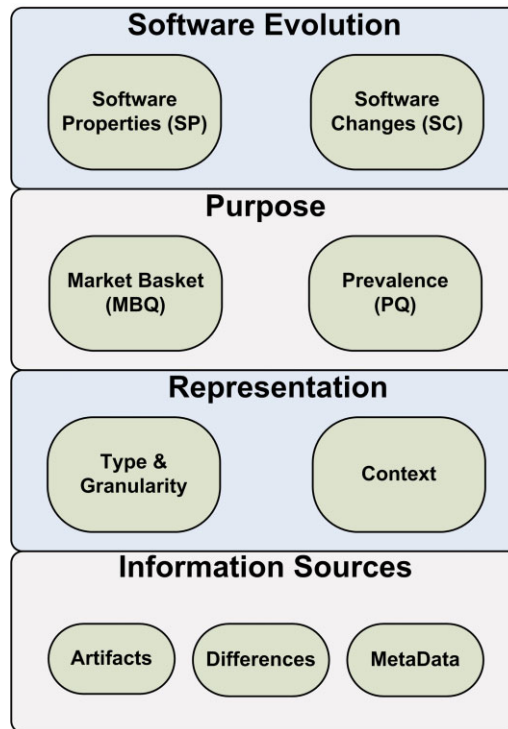 Software Evolution
Software
Properties (SP)
Software
Changes (SC)
Purpose
Market Basket
(MBQ)
Prevalence
(PQ)
Representation
Type &
Granularity
Context
Information Sources
Artifacts
Differences
MetaData